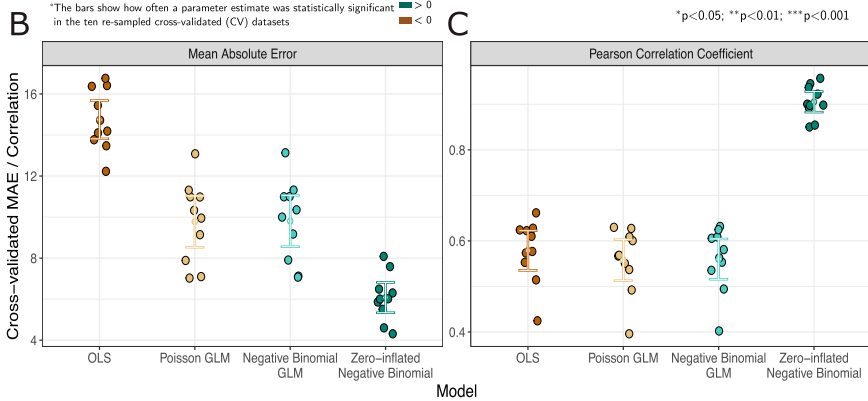 °The bars show how often a parameter estimate was statistically significant
in the ten re-sampled cross-validated (CV) datasets
> 0
< 0
*p<0.05; **p<0.01; ***p<0.001
B
C
Mean Absolute Error
Pearson Correlation Coefficient
Cross-validated MAE / Correlation
16
12
8
4
0.8
0.6
0.4
OLS
Poisson GLM
Negative Binomial
GLM
Zero-inflated
Negative Binomial
OLS
Poisson GLM
Negative Binomial
GLM
Zero-inflated
Negative Binomial
Model